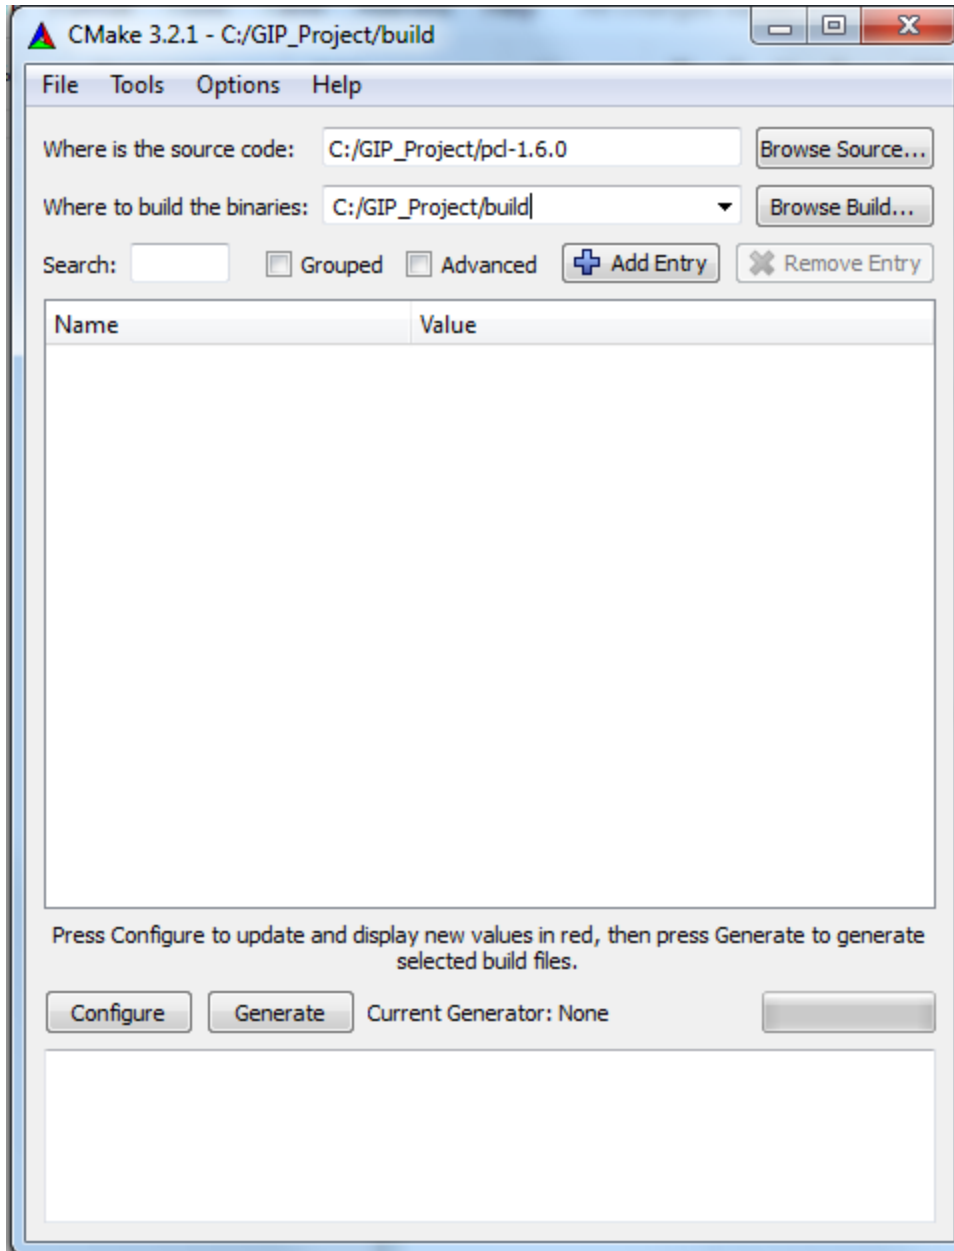 CMake 3.2.1 - C:/GIP_Project/build
File Tools Options Help
Where is the source code: C:/GIP_Project/pcl-1.6.0 Browse Source...
Where to build the binaries: C:/GIP_Project/build Browse Build...
Search: Grouped Advanced Add Entry Remove Entry
Name Value
Press Configure to update and display new values in red, then press Generate to generate
selected build files.
Configure Generate Current Generator: None